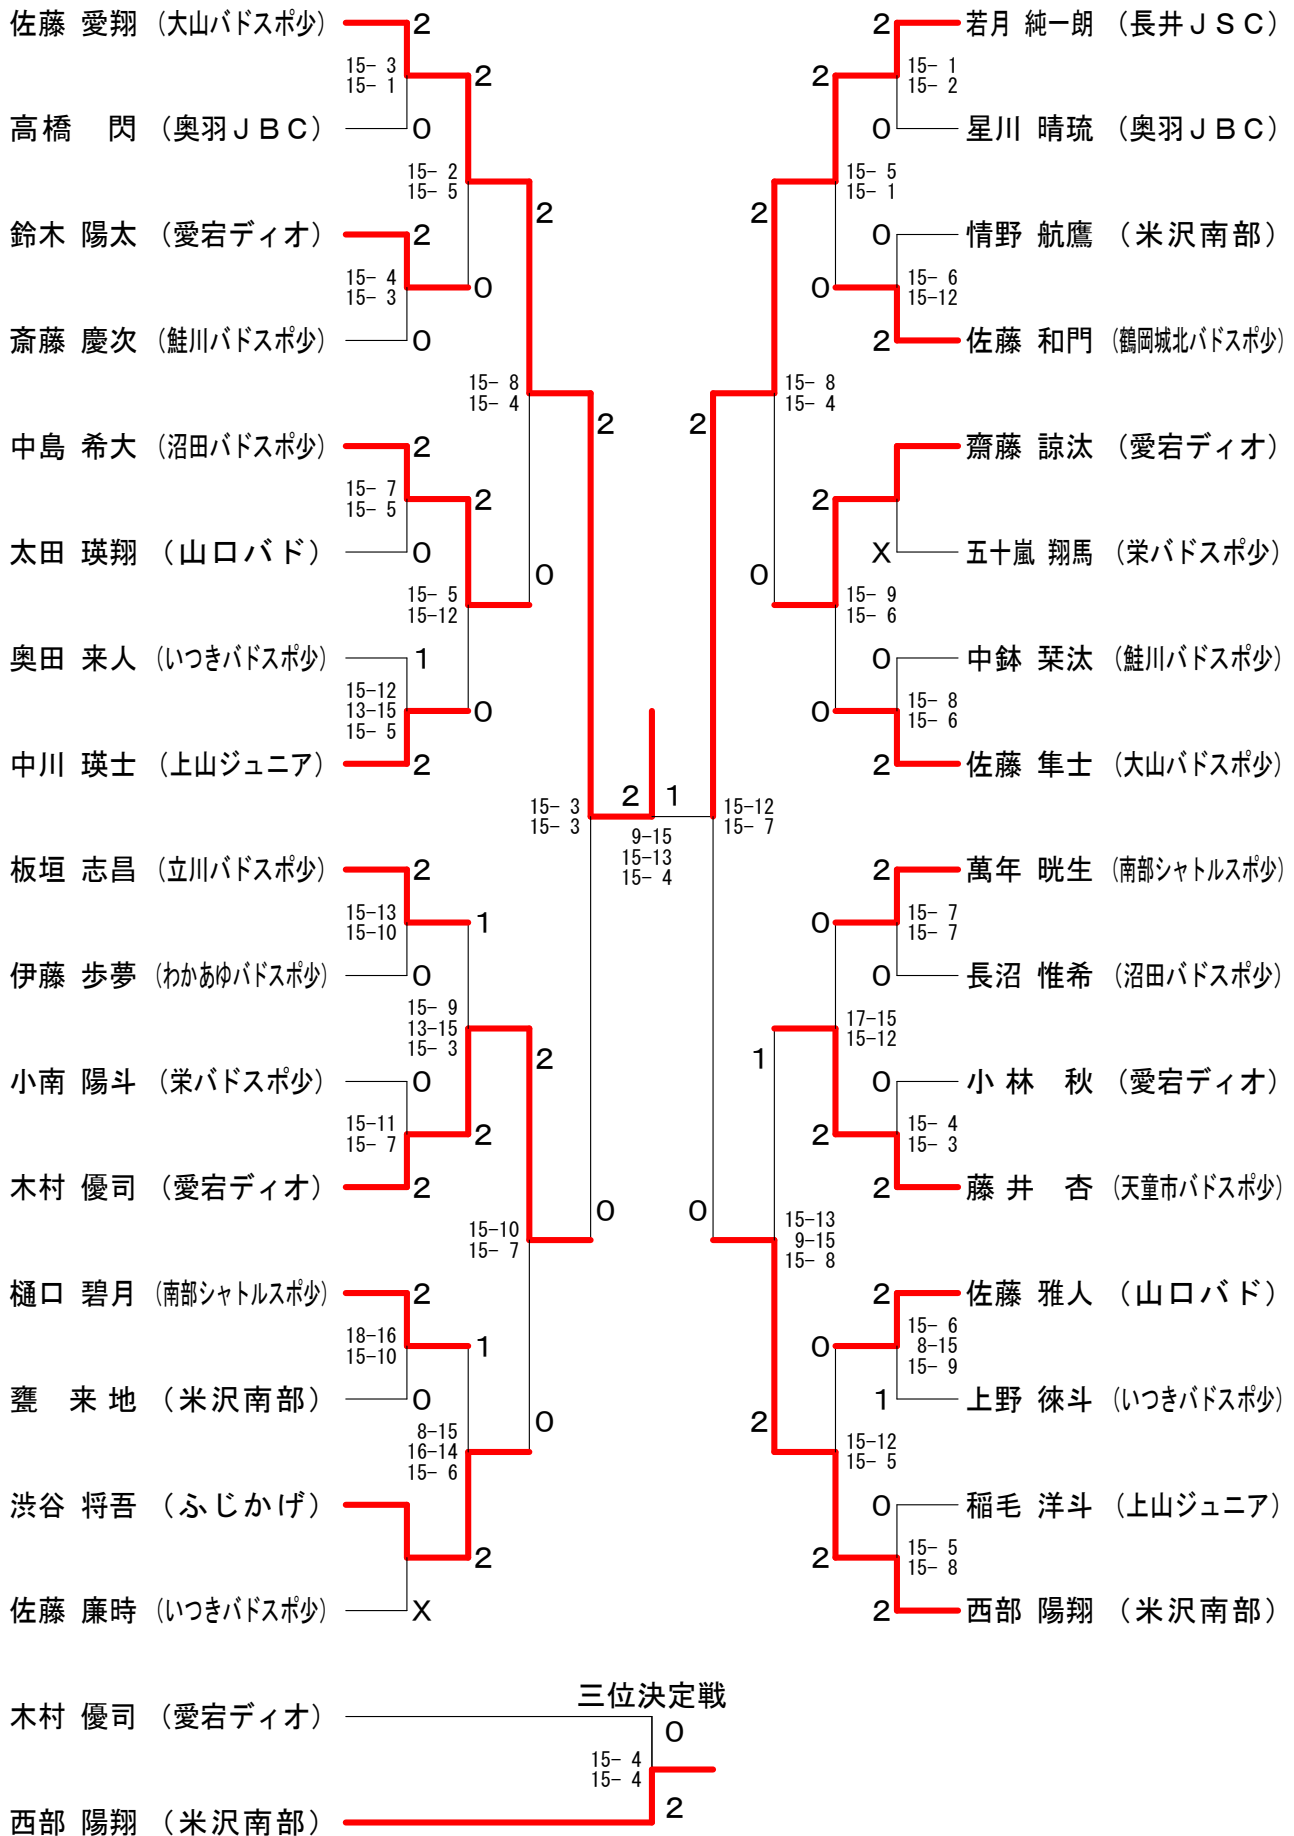 佐藤 愛翔 (大山バドスポ少) 2
15- 3
15- 1
2
高橋 閃 (奥羽ＪＢＣ) 0
15- 2
15- 5
2
鈴木 陽太 (愛宕ディオ) 2
15- 4
15- 3
0
斎藤 慶次 (鮭川バドスポ少) 0
15- 8
15- 4
2
中島 希大 (沼田バドスポ少) 2
15- 7
15- 5
2
太田 瑛翔 (山口バド) 0
15- 5
15-12
0
奥田 来人 (いつきバドスポ少) 1
15-12
13-15
15- 5
0
中川 瑛士 (上山ジュニア) 2
15- 3
15- 3
2
板垣 志昌 (立川バドスポ少) 2
15-13
15-10
1
伊藤 歩夢 (わかあゆバドスポ少) 0
15- 9
13-15
15- 3
2
小南 陽斗 (栄バドスポ少) 0
15-11
15- 7
2
木村 優司 (愛宕ディオ) 2
15-10
15- 7
0
樋口 碧月 (南部シャトルスポ少) 2
18-16
15-10
1
甕 来地 (米沢南部) 0
8-15
16-14
15- 6
0
渋谷 将吾 (ふじかげ)
2
佐藤 廉時 (いつきバドスポ少) X
9-15
15-13
15- 4
1
2 若月 純一朗 (長井ＪＳＣ)
15- 1
15- 2
2
0 星川 晴琉 (奥羽ＪＢＣ)
15- 5
15- 1
2
0 情野 航鷹 (米沢南部)
15- 6
15-12
0
2 佐藤 和門 (鶴岡城北バドスポ少)
15- 8
15- 4
2
齋藤 諒汰 (愛宕ディオ)
2
X 五十嵐 翔馬 (栄バドスポ少)
15- 9
15- 6
0
0 中鉢 栞汰 (鮭川バドスポ少)
15- 8
15- 6
0
2 佐藤 隼士 (大山バドスポ少)
15-12
15- 7
2 萬年 晄生 (南部シャトルスポ少)
15- 7
15- 7
0
0 長沼 惟希 (沼田バドスポ少)
17-15
15-12
1
0 小林 秋 (愛宕ディオ)
15- 4
15- 3
2
2 藤井 杏 (天童市バドスポ少)
15-13
9-15
15- 8
0
2 佐藤 雅人 (山口バド)
15- 6
8-15
15- 9
0
1 上野 徠斗 (いつきバドスポ少)
15-12
15- 5
2
0 稲毛 洋斗 (上山ジュニア)
15- 5
15- 8
2
2 西部 陽翔 (米沢南部)
三位決定戦
木村 優司 (愛宕ディオ) 0
15- 4
15- 4
西部 陽翔 (米沢南部) 2